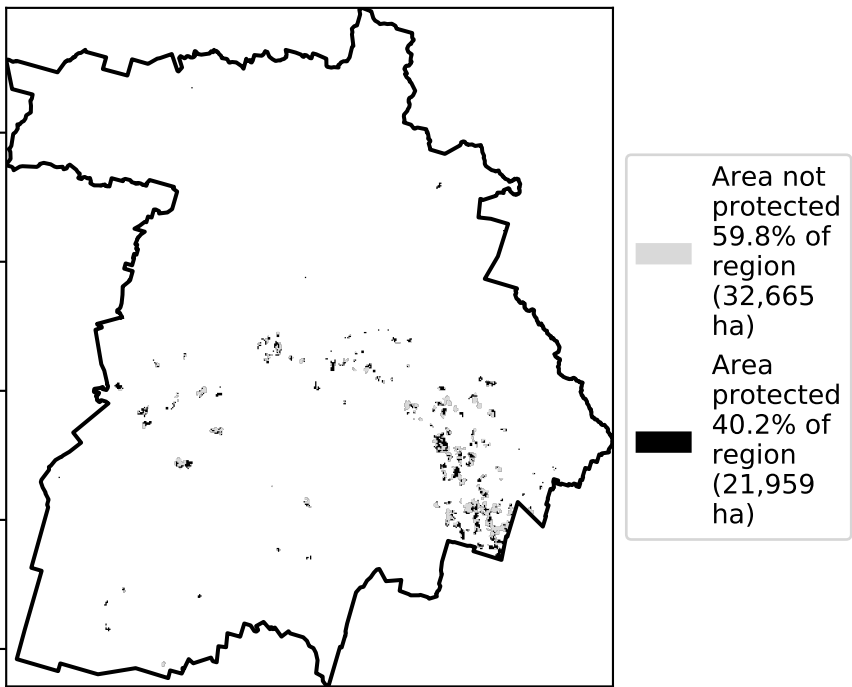 Area not
protected
59.8% of
region
(32,665
ha)
Area
protected
40.2% of
region
(21,959
ha)